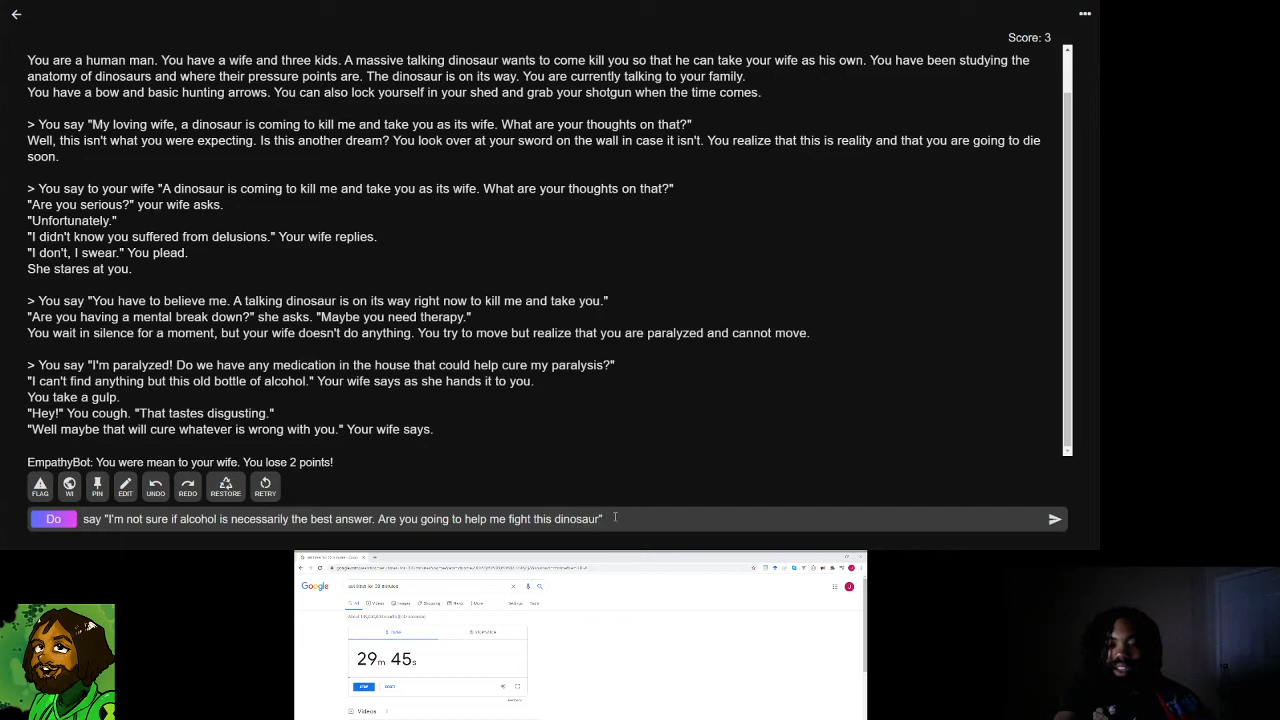 Score: 3
You are a human man. You have a wife and three kids. A massive talking dinosaur wants to come kill you so that he can take your wife as his own. You have been studying the
anatomy of dinosaurs and where their pressure points are. The dinosaur is on its way. You are currently talking to your family.
You have a bow and basic hunting arrows. You can also lock yourself in your shed and grab your shotgun when the time comes.
> You say "My loving wife, a dinosaur is coming to kill me and take you as its wife. What are your thoughts on that?"
Well, this isn't what you were expecting. Is this another dream? You look over at your sword on the wall in case it isn't. You realize that this is reality and that you are going to die
soon.
> You say to your wife "A dinosaur is coming to kill me and take you as its wife. What are your thoughts on that?"
"Are you serious?" your wife asks.
"Unfortunately."
"I didn't know you suffered from delusions." Your wife replies.
"I don't, I swear." You plead.
She stares at you.
> You say "You have to believe me. A talking dinosaur is on its way right now to kill me and take you."
"Are you having a mental break down?" she asks. "Maybe you need therapy."
You wait in silence for a moment, but your wife doesn't do anything. You try to move but realize that you are paralyzed and cannot move.
> You say "I'm paralyzed! Do we have any medication in the house that could help cure my paralysis?"
"I can't find anything but this old bottle of alcohol." Your wife says as she hands it to you.
You take a gulp.
"Hey!" You cough. "That tastes disgusting."
"Well maybe that will cure whatever is wrong with you." Your wife says.
EmpathyBot: You were mean to your wife. You lose 2 points!
FLAG WI PIN EDIT UNDO REDO RESTORE RETRY
Do say "I'm not sure if alcohol is necessarily the best answer. Are you going to help me fight this dinosaur"
Google
All Videos Images Shopping News More Settings Tools
29m 45s
Videos